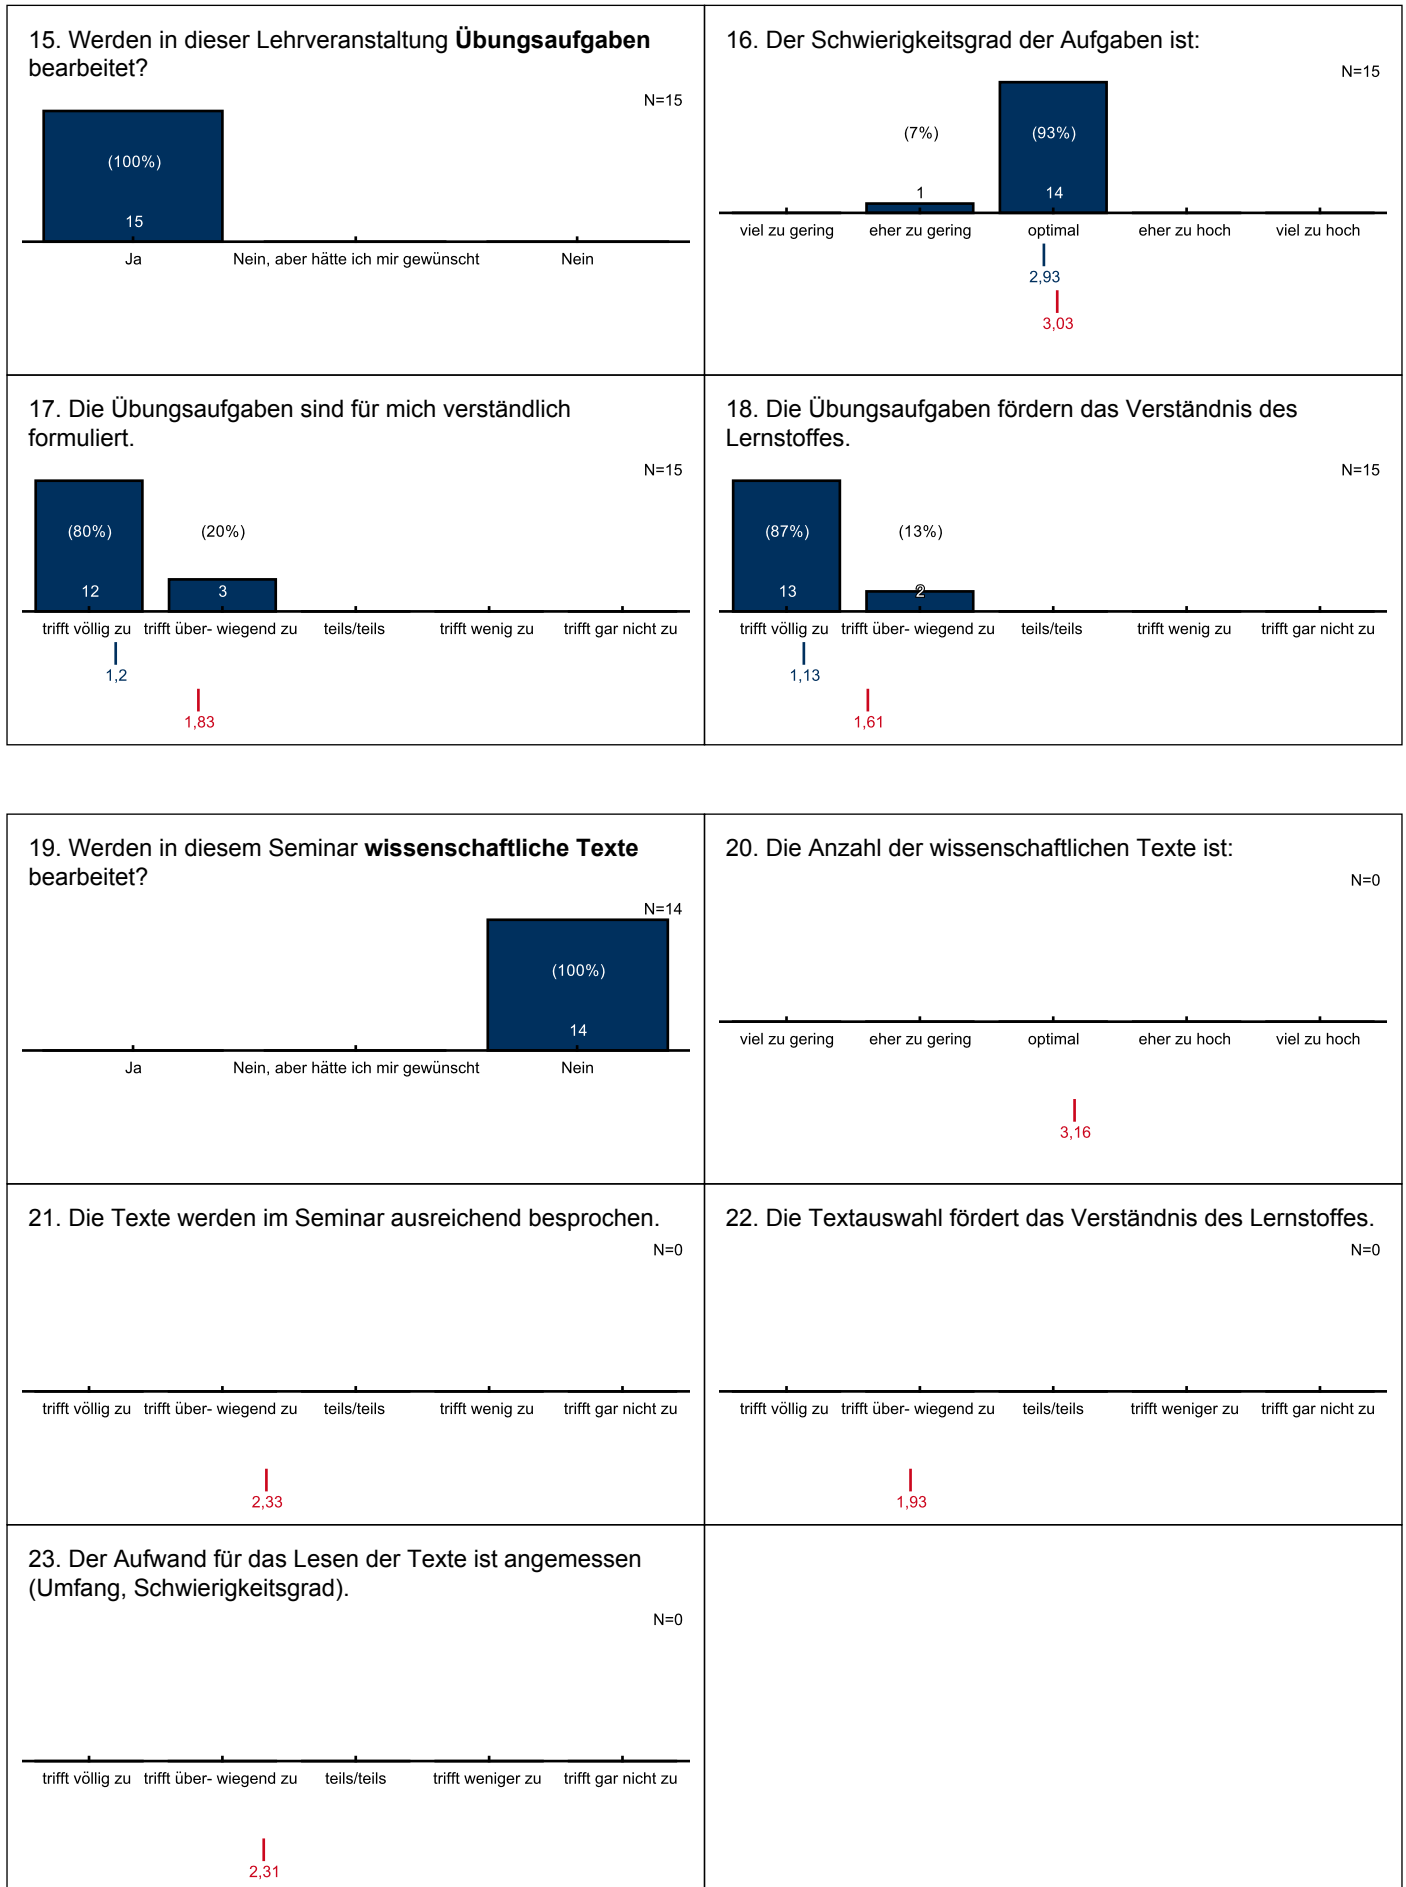 15. Werden in dieser Lehrveranstaltung Übungsaufgaben
bearbeitet?
N=15
(100%)
15
Ja Nein, aber hätte ich mir gewünscht Nein
16. Der Schwierigkeitsgrad der Aufgaben ist:
N=15
(7%) (93%)
1 14
viel zu gering eher zu gering optimal eher zu hoch viel zu hoch
2,93
3,03
17. Die Übungsaufgaben sind für mich verständlich
formuliert.
N=15
(80%) (20%)
12 3
trifft völlig zu trifft über- wiegend zu teils/teils trifft wenig zu trifft gar nicht zu
1,2
1,83
18. Die Übungsaufgaben fördern das Verständnis des
Lernstoffes.
N=15
(87%) (13%)
13 2
trifft völlig zu trifft über- wiegend zu teils/teils trifft wenig zu trifft gar nicht zu
1,13
1,61
19. Werden in diesem Seminar wissenschaftliche Texte
bearbeitet?
N=14
(100%)
14
Ja Nein, aber hätte ich mir gewünscht Nein
20. Die Anzahl der wissenschaftlichen Texte ist:
N=0
viel zu gering eher zu gering optimal eher zu hoch viel zu hoch
3,16
21. Die Texte werden im Seminar ausreichend besprochen.
N=0
trifft völlig zu trifft über- wiegend zu teils/teils trifft wenig zu trifft gar nicht zu
2,33
22. Die Textauswahl fördert das Verständnis des Lernstoffes.
N=0
trifft völlig zu trifft über- wiegend zu teils/teils trifft weniger zu trifft gar nicht zu
1,93
23. Der Aufwand für das Lesen der Texte ist angemessen
(Umfang, Schwierigkeitsgrad).
N=0
trifft völlig zu trifft über- wiegend zu teils/teils trifft weniger zu trifft gar nicht zu
2,31